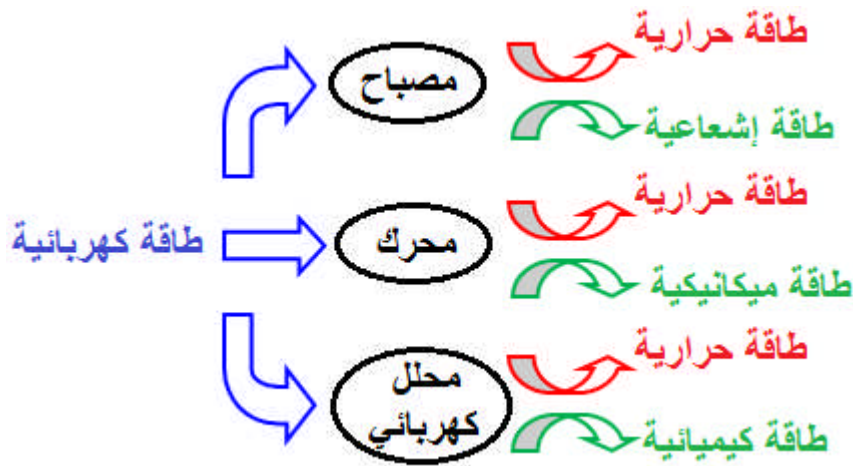 طاقة حرارية
مصباح
طاقة إشعاعية
طاقة حرارية
طاقة كهربائية
محرك
طاقة ميكانيكية
طاقة حرارية
محلل
كهربائي
طاقة كيميائية